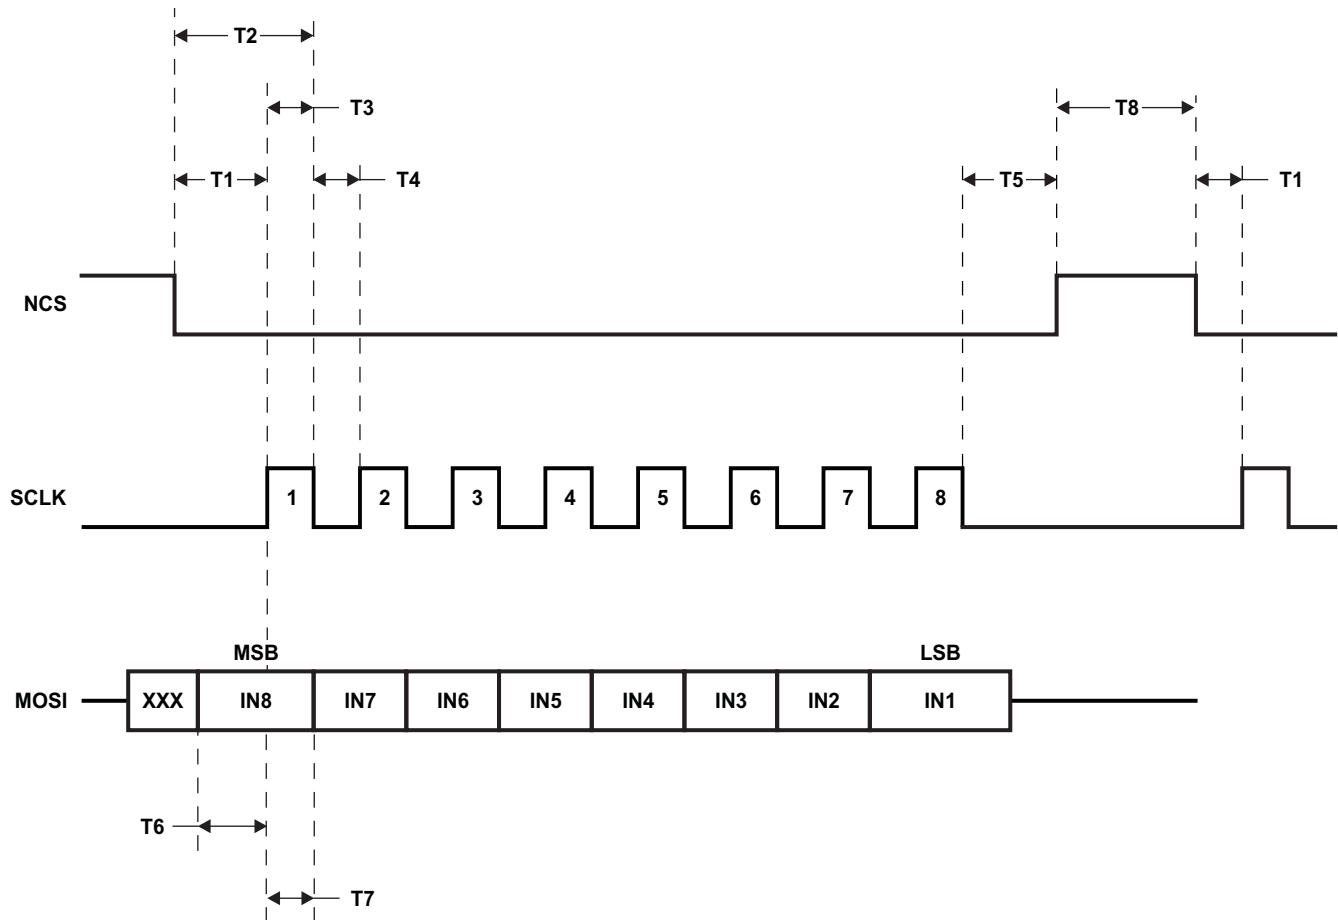 T2
T3
T8
T1
T4
T5
T1
NCS
SCLK
1
2
3
4
5
6
7
8
MSB
LSB
MOSI
XXX
IN8
IN7
IN6
IN5
IN4
IN3
IN2
IN1
T6
T7